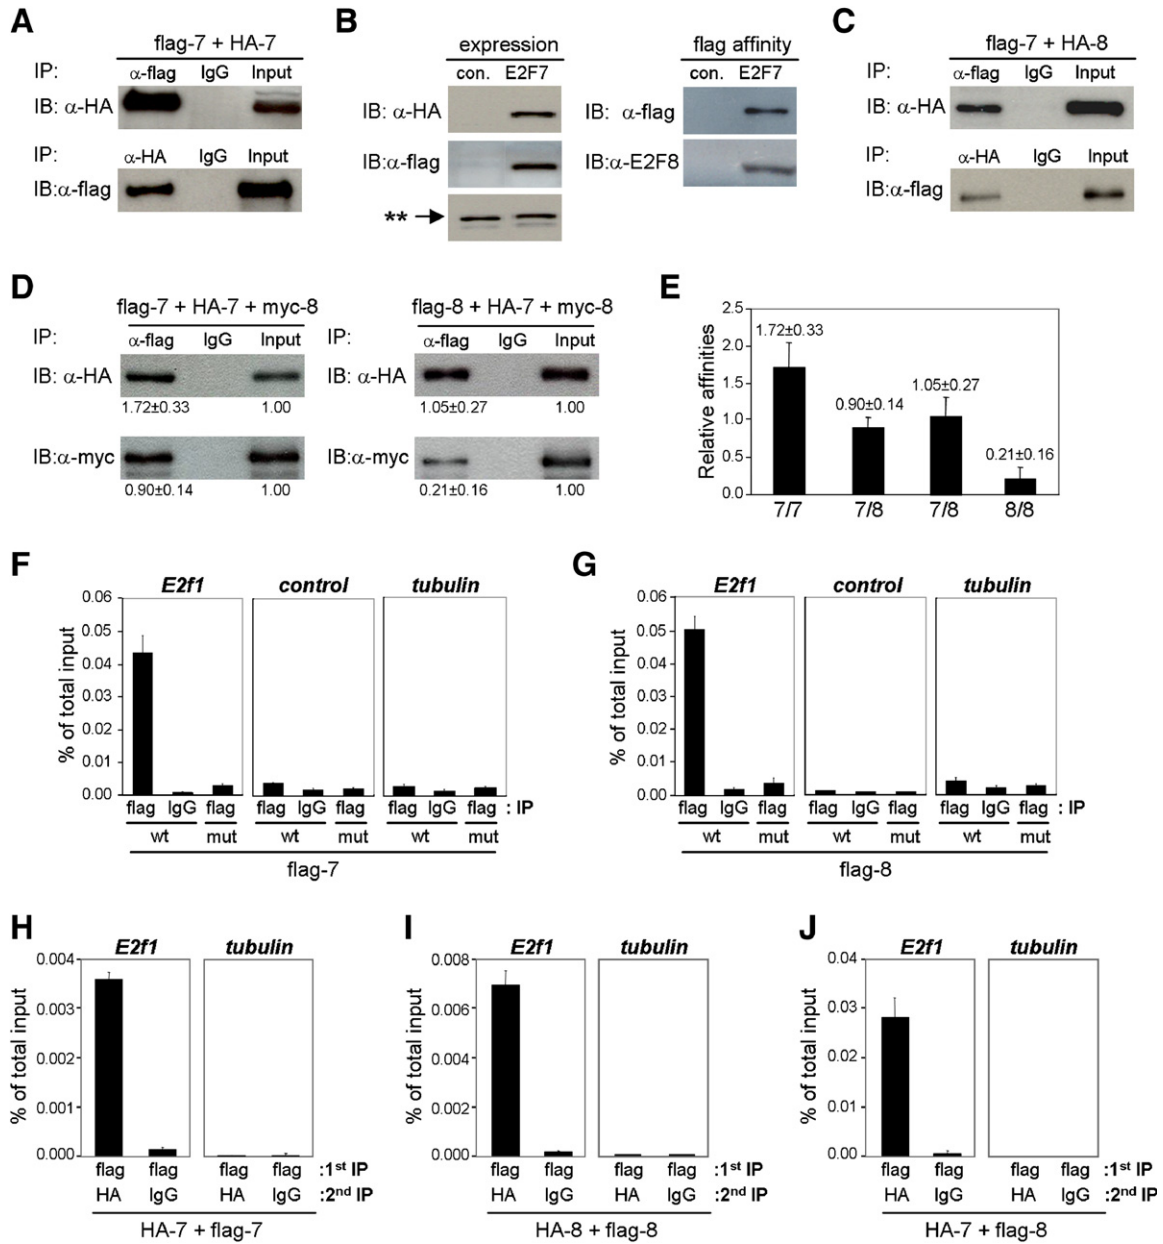 A
flag-7 + HA-7
IP: α-flag IgG Input
IB: α-HA
IP: α-HA IgG Input
IB:α-flag
B
expression
con. E2F7
IB: α-HA
IB:α-flag
**
flag affinity
con. E2F7
IB: α-flag
IB:α-E2F8
C
flag-7 + HA-8
IP: α-flag IgG Input
IB: α-HA
IP: α-HA IgG Input
IB:α-flag
D
flag-7 + HA-7 + myc-8
IP: α-flag IgG Input
IB: α-HA
1.72±0.33 1.00
IB:α-myc
0.90±0.14 1.00
flag-8 + HA-7 + myc-8
IP: α-flag IgG Input
IB: α-HA
1.05±0.27 1.00
IB:α-myc
0.21±0.16 1.00
E
Relative affinities
2.5
2.0
1.5
1.0
0.5
0.0
1.72±0.33
0.90±0.14
1.05±0.27
0.21±0.16
7/7 7/8 7/8 8/8
F
E2f1 control tubulin
% of total input
0.06
0.05
0.04
0.03
0.02
0.01
0.00
flag IgG flag flag IgG flag flag IgG flag : IP
wt mut wt mut wt mut
flag-7
G
E2f1 control tubulin
% of total input
0.06
0.05
0.04
0.03
0.02
0.01
0.00
flag IgG flag flag IgG flag flag IgG flag : IP
wt mut wt mut wt mut
flag-8
H
E2f1 tubulin
% of total input
0.004
0.003
0.002
0.001
0.000
flag flag flag flag :1st IP
HA IgG HA IgG :2nd IP
HA-7 + flag-7
I
E2f1 tubulin
% of total input
0.008
0.006
0.004
0.002
0.000
flag flag flag flag :1st IP
HA IgG HA IgG :2nd IP
HA-8 + flag-8
J
E2f1 tubulin
% of total input
0.04
0.03
0.02
0.01
0.00
flag flag flag flag :1st IP
HA IgG HA IgG :2nd IP
HA-7 + flag-8